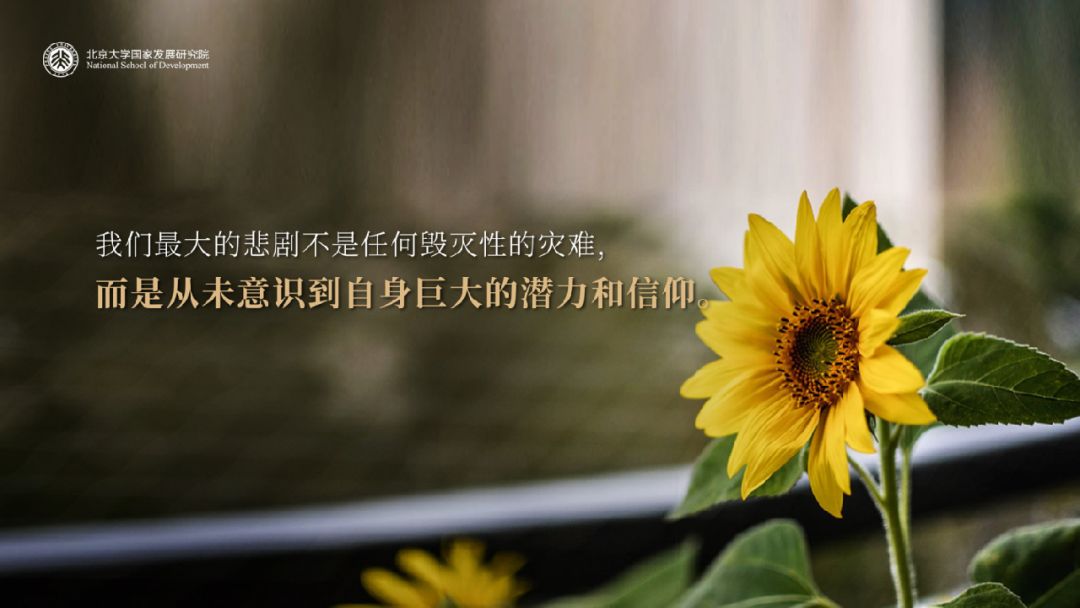 北京大学国家发展研究院
National School of Development
我们最大的悲剧不是任何毁灭性的灾难，
而是从未意识到自身巨大的潜力和信仰。